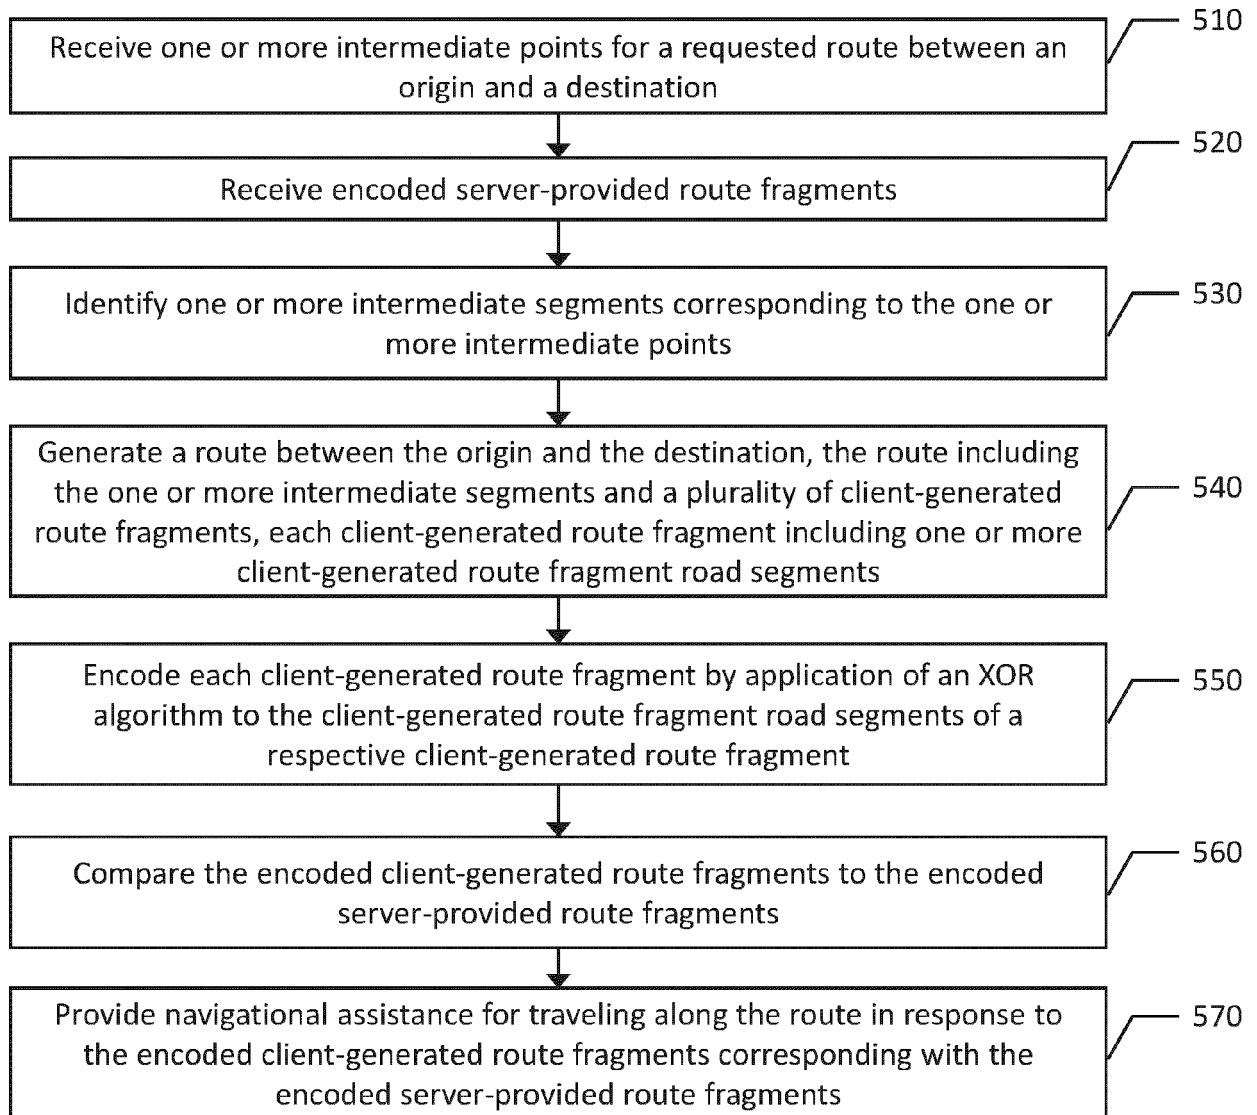 Receive one or more intermediate points for a requested route between an
origin and a destination
510
Receive encoded server-provided route fragments
520
Identify one or more intermediate segments corresponding to the one or
more intermediate points
530
Generate a route between the origin and the destination, the route including
the one or more intermediate segments and a plurality of client-generated
route fragments, each client-generated route fragment including one or more
client-generated route fragment road segments
540
Encode each client-generated route fragment by application of an XOR
algorithm to the client-generated route fragment road segments of a
respective client-generated route fragment
550
Compare the encoded client-generated route fragments to the encoded
server-provided route fragments
560
Provide navigational assistance for traveling along the route in response to
the encoded client-generated route fragments corresponding with the
encoded server-provided route fragments
570